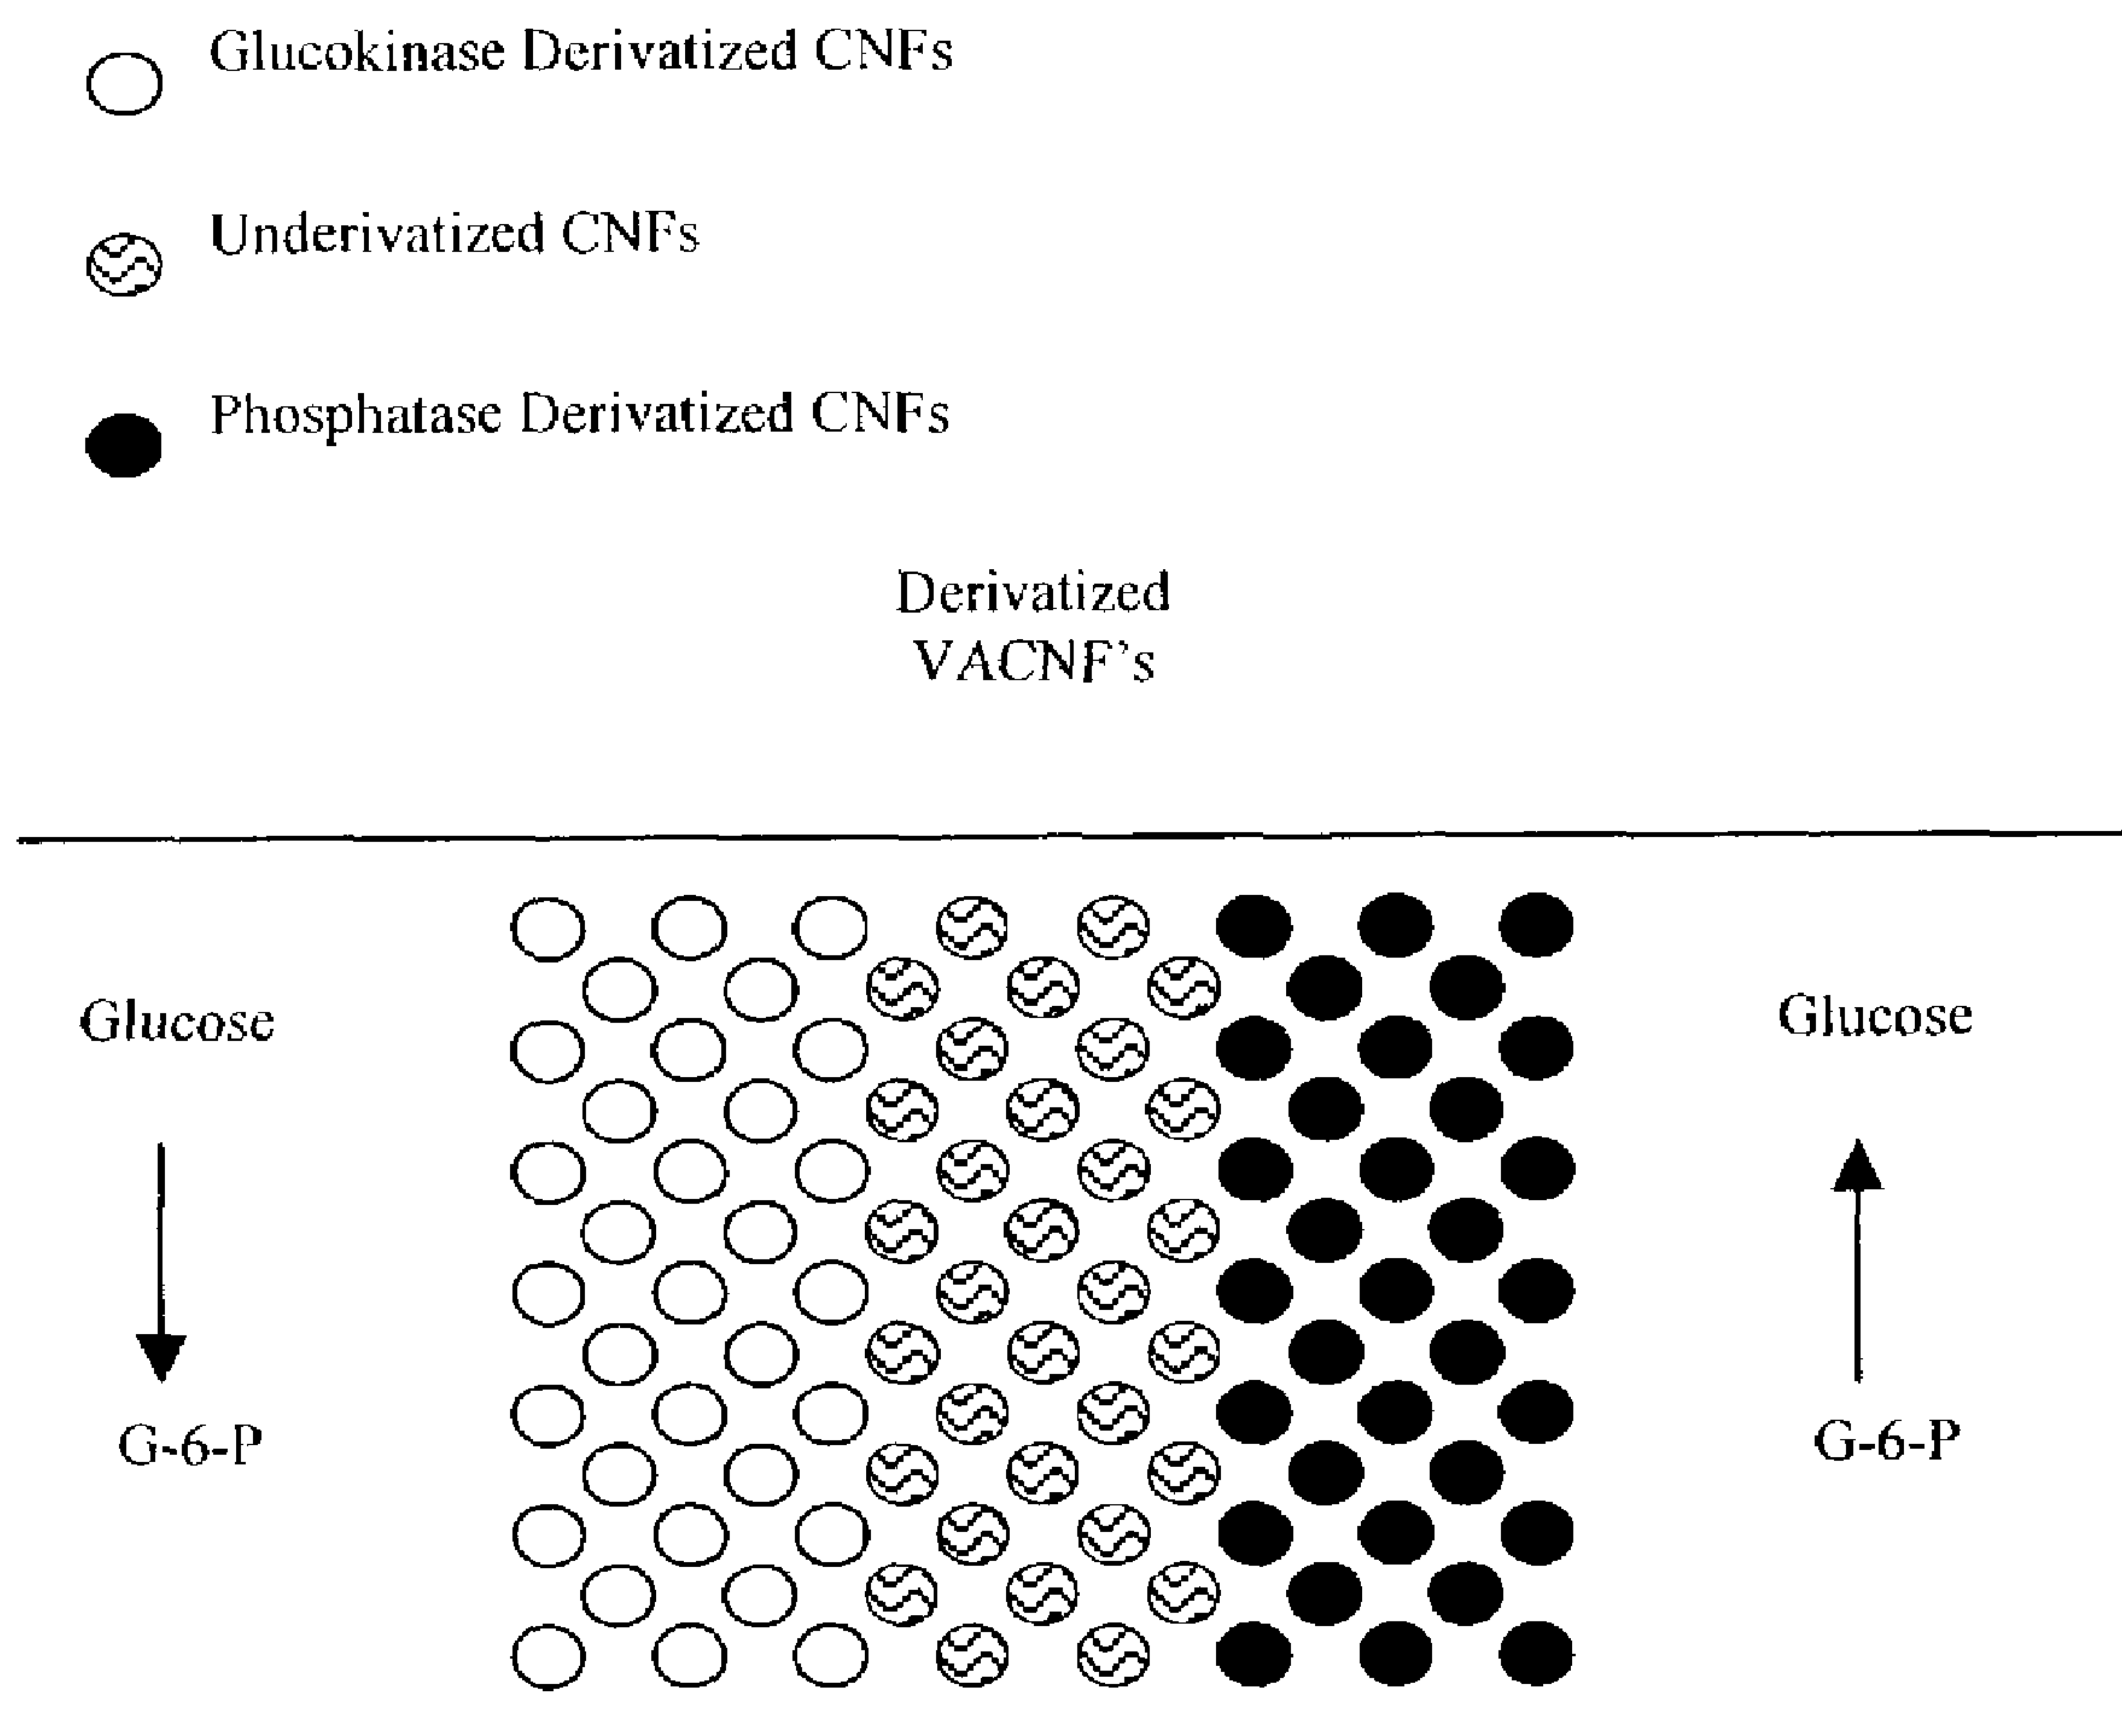 Glucokinase Derivatized CNFs
Underivatized CNFs
Phosphatase Derivatized CNFs
Derivatized
VACNF's
Glucose
Glucose
G-6-P
G-6-P